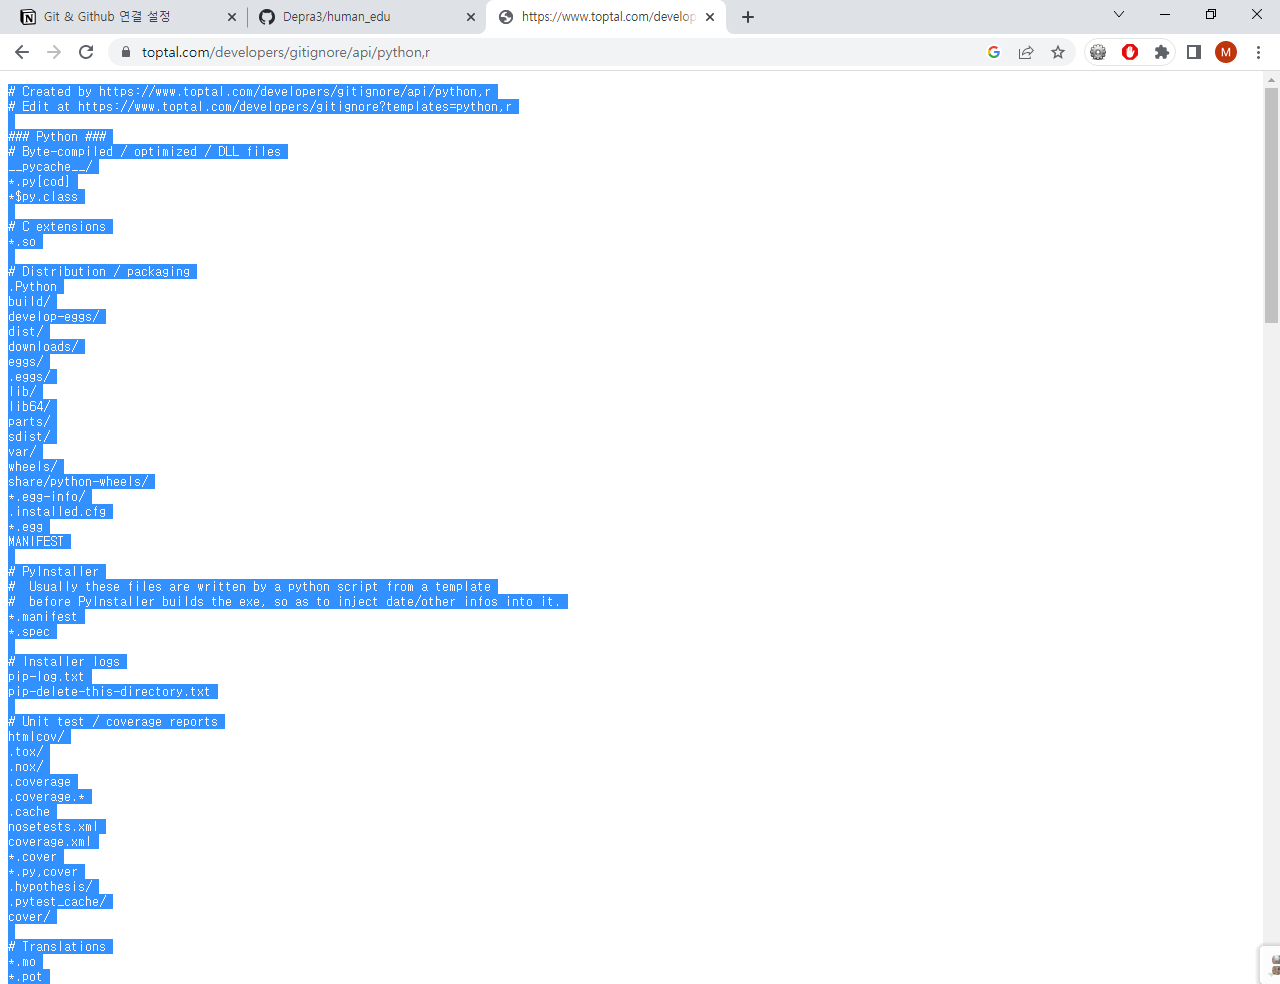 Git & Github 연결 설정
Depra3/human_edu
https://www.toptal.com/develop
toptal.com/developers/gitignore/api/python,r
M
# Created by https://www.toptal.com/developers/gitignore/api/python,r
# Edit at https://www.toptal.com/developers/gitignore?templates=python,r
### Python ###
# Byte-compiled / optimized / DLL files
__pycache__/
*.py[cod]
*$py.class
# C extensions
*.so
# Distribution / packaging
.Python
build/
develop-eggs/
dist/
downloads/
eggs/
.eggs/
lib/
lib64/
parts/
sdist/
var/
wheels/
share/python-wheels/
*.egg-info/
.installed.cfg
*.egg
MANIFEST
# PyInstaller
#  Usually these files are written by a python script from a template
#  before PyInstaller builds the exe, so as to inject date/other infos into it.
*.manifest
*.spec
# Installer logs
pip-log.txt
pip-delete-this-directory.txt
# Unit test / coverage reports
htmlcov/
.tox/
.nox/
.coverage
.coverage.*
.cache
nosetests.xml
coverage.xml
*.cover
*.py,cover
.hypothesis/
.pytest_cache/
cover/
# Translations
*.mo
*.pot